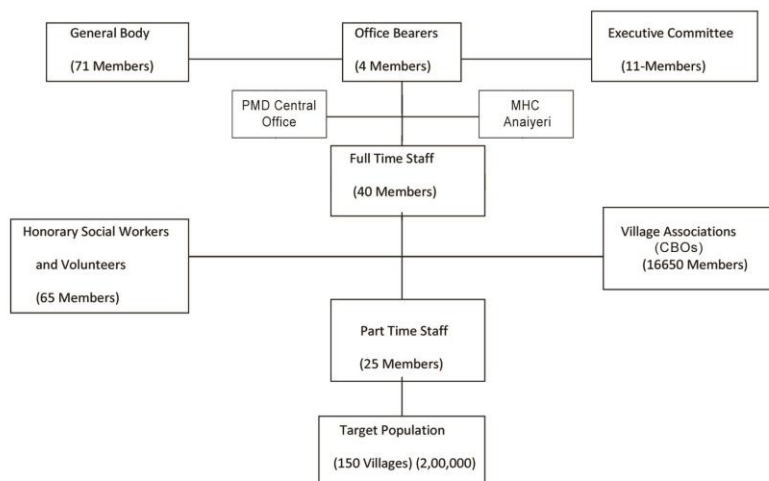 General Body
(71 Members)
Office Bearers
(4 Members)
Executive Committee
(11-Members)
PMD Central
Office
MHC
Anaiyeri
Full Time Staff
(40 Members)
Honorary Social Workers
and Volunteers
(65 Members)
Village Associations
(CBOs)
(16650 Members)
Part Time Staff
(25 Members)
Target Population
(150 Villages) (2,00,000)